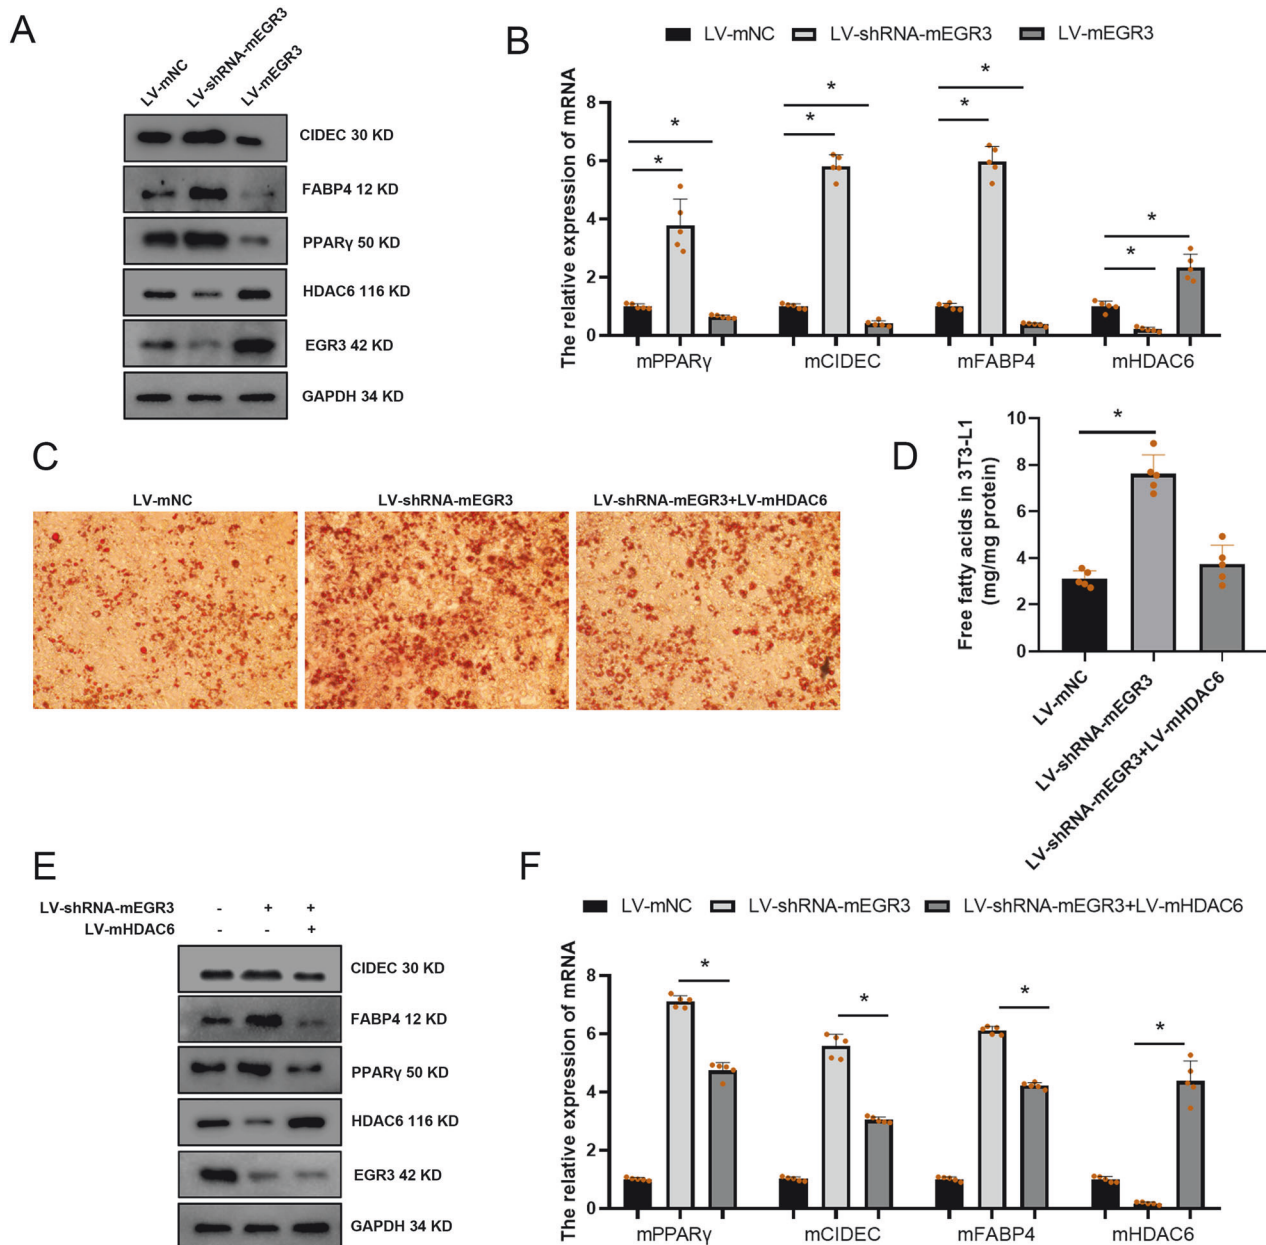 A
LV-mNC
LV-shRNA-mEGR3
LV-mEGR3
CIDEC 30 KD
FABP4 12 KD
PPARγ 50 KD
HDAC6 116 KD
EGR3 42 KD
GAPDH 34 KD
B
LV-mNC LV-shRNA-mEGR3 LV-mEGR3
The relative expression of mRNA
8
6
4
2
0
* * * * * * * *
mPPARγ mCIDEC mFABP4 mHDAC6
C
LV-mNC LV-shRNA-mEGR3 LV-shRNA-mEGR3+LV-mHDAC6
D
Free fatty acids in 3T3-L1
(mg/mg protein)
10
8
6
4
2
0
*
LV-mNC
LV-shRNA-mEGR3
LV-shRNA-mEGR3+LV-mHDAC6
E
LV-shRNA-mEGR3 - + +
LV-mHDAC6 - - +
CIDEC 30 KD
FABP4 12 KD
PPARγ 50 KD
HDAC6 116 KD
EGR3 42 KD
GAPDH 34 KD
F
LV-mNC LV-shRNA-mEGR3 LV-shRNA-mEGR3+LV-mHDAC6
The relative expression of mRNA
8
6
4
2
0
* * * *
mPPARγ mCIDEC mFABP4 mHDAC6